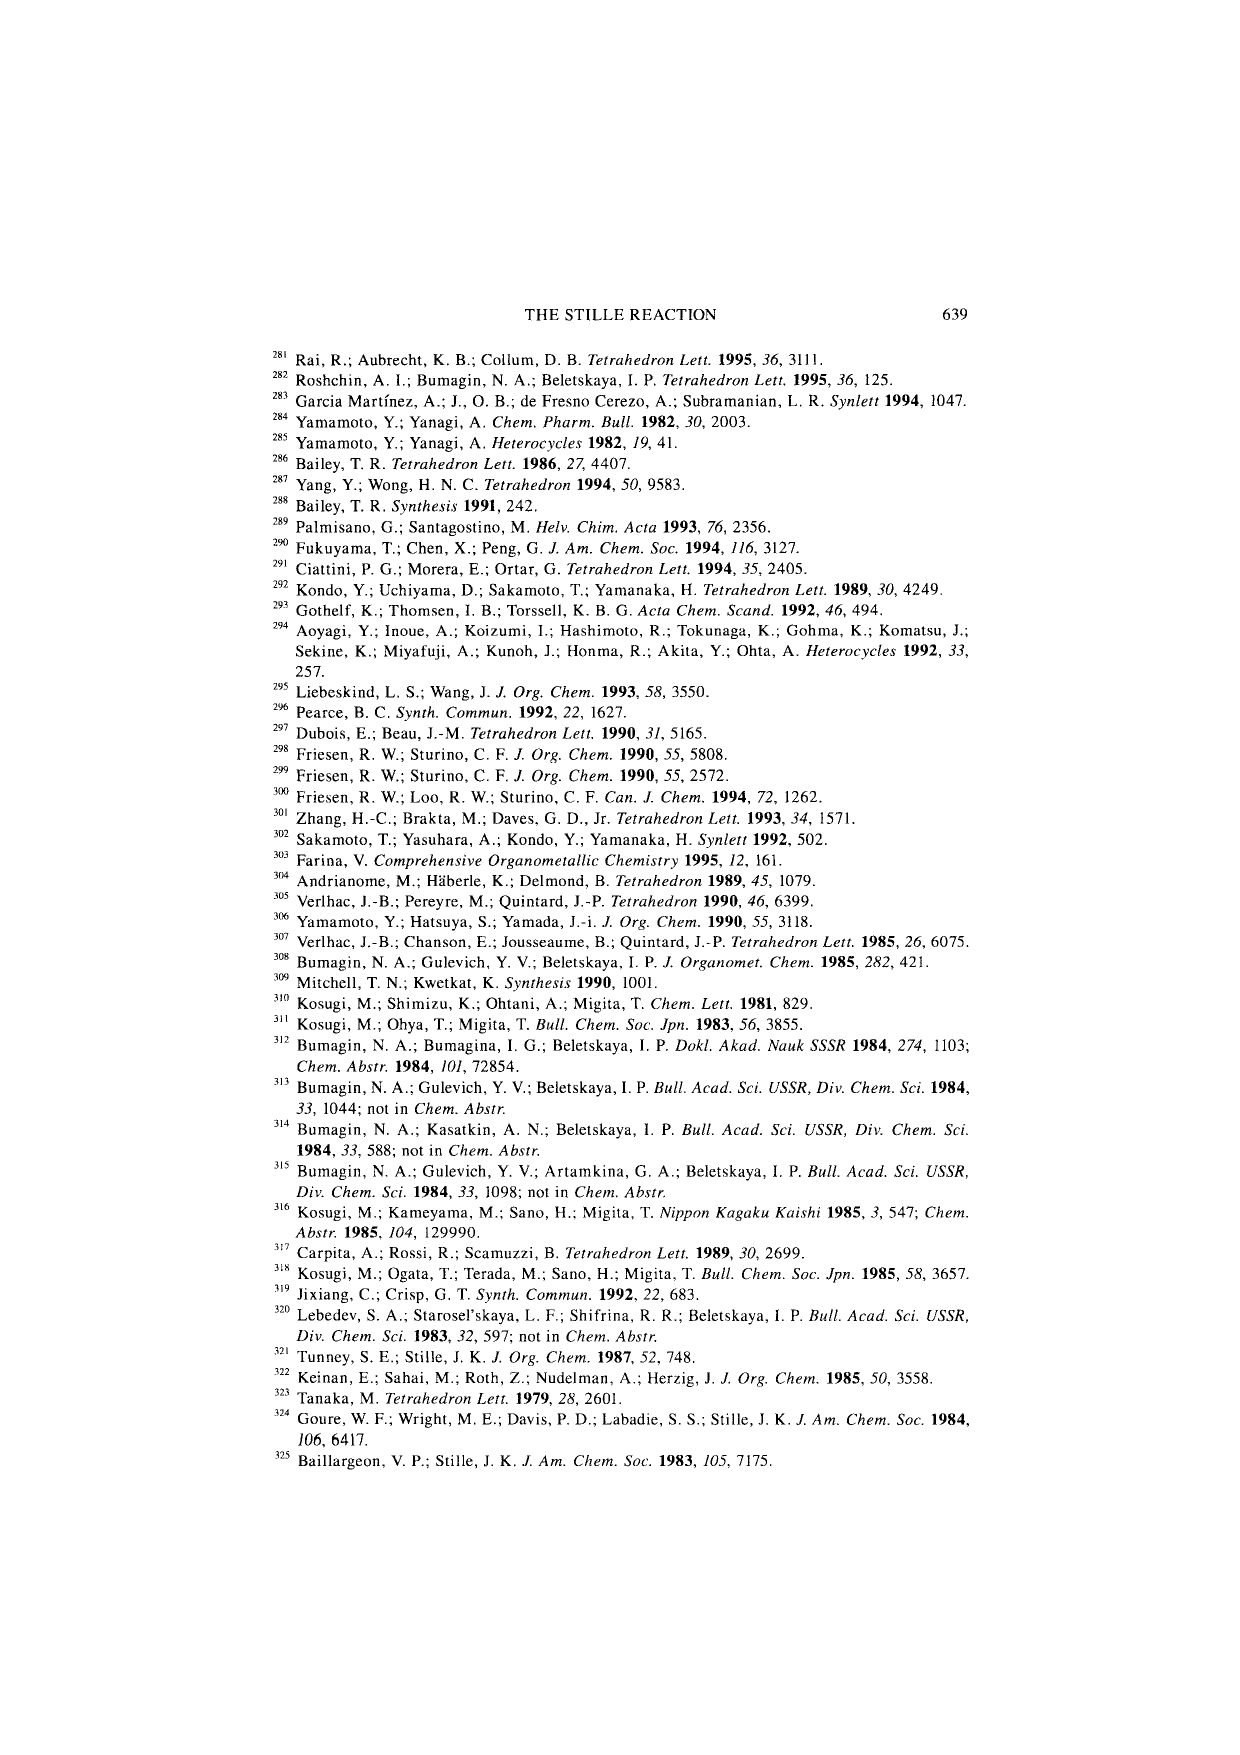 THE STILLE REACTION 639
281 Rai, R.; Aubrecht, K. B.; Collum, D. B. Tetrahedron Lett. 1995, 36, 3111.
282 Roshchin, A. I.; Bumagin, N. A.; Beletskaya, I. P. Tetrahedron Lett. 1995, 36, 125.
283 Garcia Martínez, A.; J., O. B.; de Fresno Cerezo, A.; Subramanian, L. R. Synlett 1994, 1047.
284 Yamamoto, Y.; Yanagi, A. Chem. Pharm. Bull. 1982, 30, 2003.
285 Yamamoto, Y.; Yanagi, A. Heterocycles 1982, 19, 41.
286 Bailey, T. R. Tetrahedron Lett. 1986, 27, 4407.
287 Yang, Y.; Wong, H. N. C. Tetrahedron 1994, 50, 9583.
288 Bailey, T. R. Synthesis 1991, 242.
289 Palmisano, G.; Santagostino, M. Helv. Chim. Acta 1993, 76, 2356.
290 Fukuyama, T.; Chen, X.; Peng, G. J. Am. Chem. Soc. 1994, 116, 3127.
291 Ciattini, P. G.; Morera, E.; Ortar, G. Tetrahedron Lett. 1994, 35, 2405.
292 Kondo, Y.; Uchiyama, D.; Sakamoto, T.; Yamanaka, H. Tetrahedron Lett. 1989, 30, 4249.
293 Gothelf, K.; Thomsen, I. B.; Torssell, K. B. G. Acta Chem. Scand. 1992, 46, 494.
294 Aoyagi, Y.; Inoue, A.; Koizumi, I.; Hashimoto, R.; Tokunaga, K.; Gohma, K.; Komatsu, J.;
Sekine, K.; Miyafuji, A.; Kunoh, J.; Honma, R.; Akita, Y.; Ohta, A. Heterocycles 1992, 33,
257.
295 Liebeskind, L. S.; Wang, J. J. Org. Chem. 1993, 58, 3550.
296 Pearce, B. C. Synth. Commun. 1992, 22, 1627.
297 Dubois, E.; Beau, J.-M. Tetrahedron Lett. 1990, 31, 5165.
298 Friesen, R. W.; Sturino, C. F. J. Org. Chem. 1990, 55, 5808.
299 Friesen, R. W.; Sturino, C. F. J. Org. Chem. 1990, 55, 2572.
300 Friesen, R. W.; Loo, R. W.; Sturino, C. F. Can. J. Chem. 1994, 72, 1262.
301 Zhang, H.-C.; Brakta, M.; Daves, G. D., Jr. Tetrahedron Lett. 1993, 34, 1571.
302 Sakamoto, T.; Yasuhara, A.; Kondo, Y.; Yamanaka, H. Synlett 1992, 502.
303 Farina, V. Comprehensive Organometallic Chemistry 1995, 12, 161.
304 Andrianome, M.; Häberle, K.; Delmond, B. Tetrahedron 1989, 45, 1079.
305 Verlhac, J.-B.; Pereyre, M.; Quintard, J.-P. Tetrahedron 1990, 46, 6399.
306 Yamamoto, Y.; Hatsuya, S.; Yamada, J.-i. J. Org. Chem. 1990, 55, 3118.
307 Verlhac, J.-B.; Chanson, E.; Jousseaume, B.; Quintard, J.-P. Tetrahedron Lett. 1985, 26, 6075.
308 Bumagin, N. A.; Gulevich, Y. V.; Beletskaya, I. P. J. Organomet. Chem. 1985, 282, 421.
309 Mitchell, T. N.; Kwetkat, K. Synthesis 1990, 1001.
310 Kosugi, M.; Shimizu, K.; Ohtani, A.; Migita, T. Chem. Lett. 1981, 829.
311 Kosugi, M.; Ohya, T.; Migita, T. Bull. Chem. Soc. Jpn. 1983, 56, 3855.
312 Bumagin, N. A.; Bumagina, I. G.; Beletskaya, I. P. Dokl. Akad. Nauk SSSR 1984, 274, 1103;
Chem. Abstr. 1984, 101, 72854.
313 Bumagin, N. A.; Gulevich, Y. V.; Beletskaya, I. P. Bull. Acad. Sci. USSR, Div. Chem. Sci. 1984,
33, 1044; not in Chem. Abstr.
314 Bumagin, N. A.; Kasatkin, A. N.; Beletskaya, I. P. Bull. Acad. Sci. USSR, Div. Chem. Sci.
1984, 33, 588; not in Chem. Abstr.
315 Bumagin, N. A.; Gulevich, Y. V.; Artamkina, G. A.; Beletskaya, I. P. Bull. Acad. Sci. USSR,
Div. Chem. Sci. 1984, 33, 1098; not in Chem. Abstr.
316 Kosugi, M.; Kameyama, M.; Sano, H.; Migita, T. Nippon Kagaku Kaishi 1985, 3, 547; Chem.
Abstr. 1985, 104, 129990.
317 Carpita, A.; Rossi, R.; Scamuzzi, B. Tetrahedron Lett. 1989, 30, 2699.
318 Kosugi, M.; Ogata, T.; Terada, M.; Sano, H.; Migita, T. Bull. Chem. Soc. Jpn. 1985, 58, 3657.
319 Jixiang, C.; Crisp, G. T. Synth. Commun. 1992, 22, 683.
320 Lebedev, S. A.; Starosel'skaya, L. F.; Shifrina, R. R.; Beletskaya, I. P. Bull. Acad. Sci. USSR,
Div. Chem. Sci. 1983, 32, 597; not in Chem. Abstr.
321 Tunney, S. E.; Stille, J. K. J. Org. Chem. 1987, 52, 748.
322 Keinan, E.; Sahai, M.; Roth, Z.; Nudelman, A.; Herzig, J. J. Org. Chem. 1985, 50, 3558.
323 Tanaka, M. Tetrahedron Lett. 1979, 28, 2601.
324 Goure, W. F.; Wright, M. E.; Davis, P. D.; Labadie, S. S.; Stille, J. K. J. Am. Chem. Soc. 1984,
106, 6417.
325 Baillargeon, V. P.; Stille, J. K. J. Am. Chem. Soc. 1983, 105, 7175.